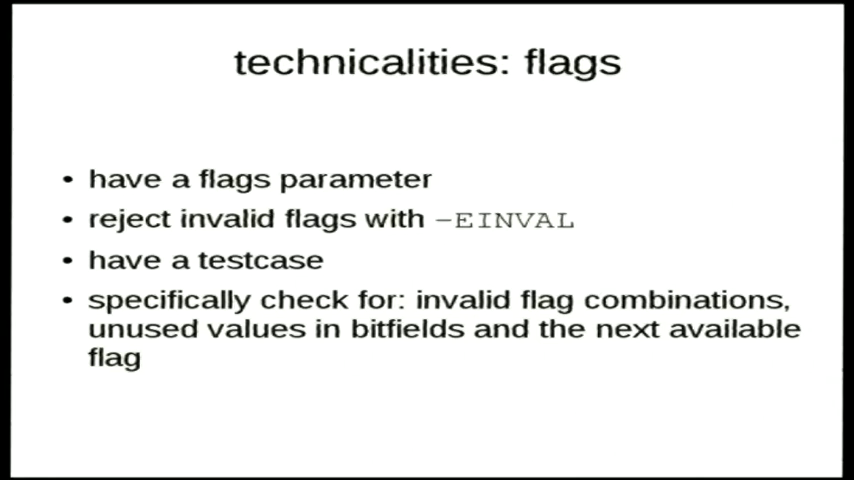 technicalities: flags
• have a flags parameter
• reject invalid flags with -EINVAL
• have a testcase
• specifically check for: invalid flag combinations,
unused values in bitfields and the next available
flag